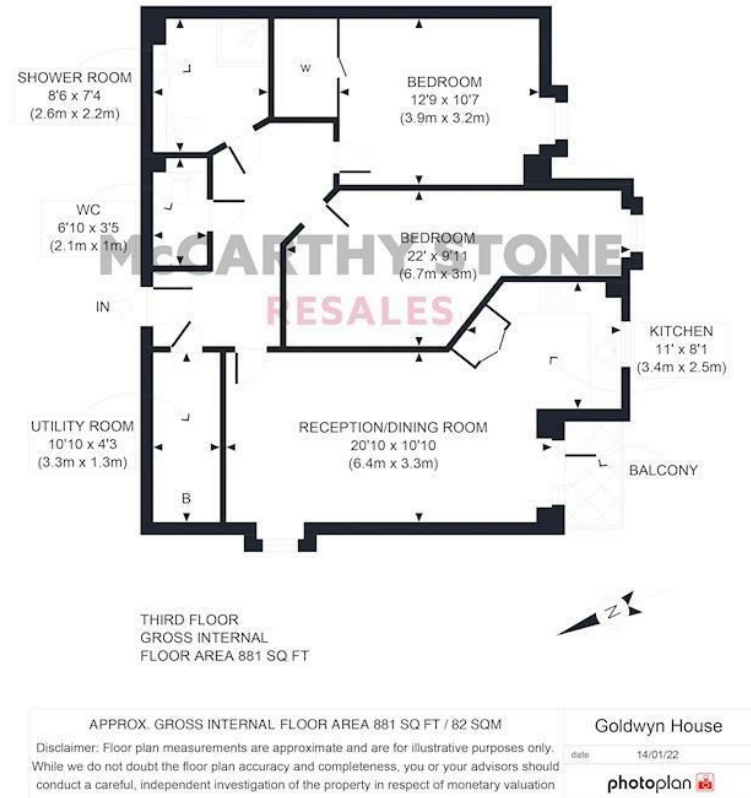 SHOWER ROOM
8'6 x 7'4
(2.6m x 2.2m)
W
BEDROOM
12'9 x 10'7
(3.9m x 3.2m)
WC
6'10 x 3'5
(2.1m x 1m)
BEDROOM
22' x 9'11
(6.7m x 3m)
McCARTHY STONE
RESALES
IN
KITCHEN
11' x 8'1
(3.4m x 2.5m)
UTILITY ROOM
10'10 x 4'3
(3.3m x 1.3m)
B
RECEPTION/DINING ROOM
20'10 x 10'10
(6.4m x 3.3m)
BALCONY
THIRD FLOOR
GROSS INTERNAL
FLOOR AREA 881 SQ FT
N
APPROX. GROSS INTERNAL FLOOR AREA 881 SQ FT / 82 SQM
Disclaimer: Floor plan measurements are approximate and are for illustrative purposes only.
While we do not doubt the floor plan accuracy and completeness, you or your advisors should
conduct a careful, independent investigation of the property in respect of monetary valuation
Goldwyn House
date 14/01/22
photoplan